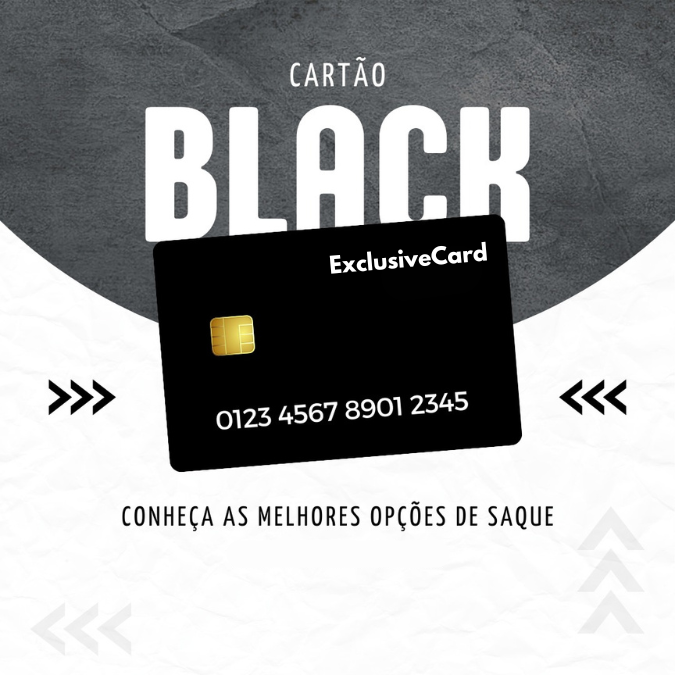 CARTÃO
BLACK
ExclusiveCard
0123 4567 8901 2345
CONHEÇA AS MELHORES OPÇÕES DE SAQUE